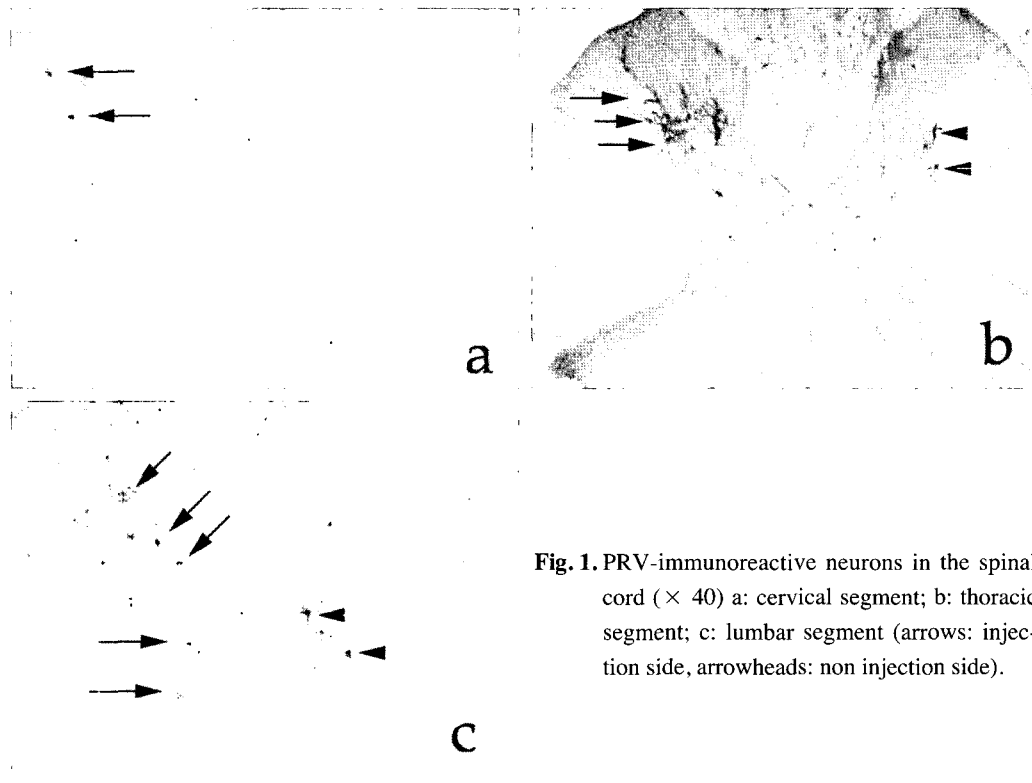 a
b
c
Fig. 1. PRV-immunoreactive neurons in the spinal
cord (× 40) a: cervical segment; b: thoracic
segment; c: lumbar segment (arrows: injec-
tion side, arrowheads: non injection side).